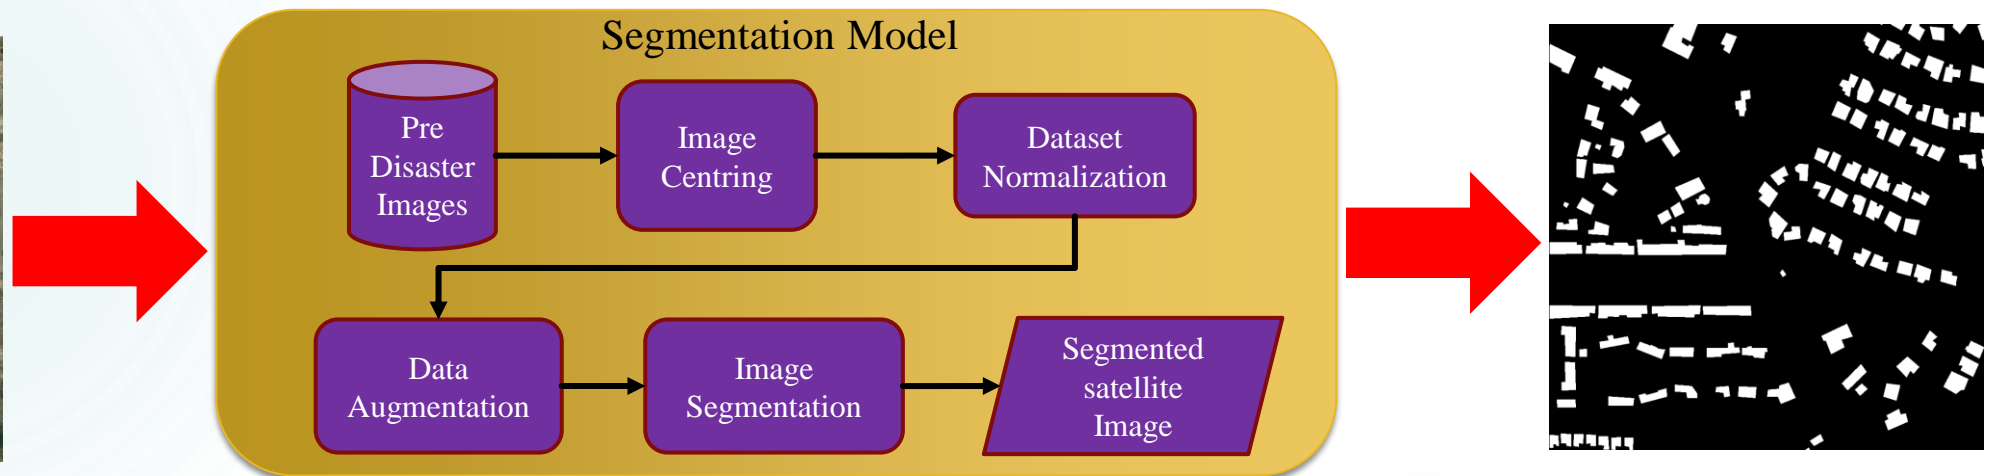 Segmentation Model
Pre
Disaster
Images
Image
Centring
Dataset
Normalization
Data
Augmentation
Image
Segmentation
Segmented
satellite
Image